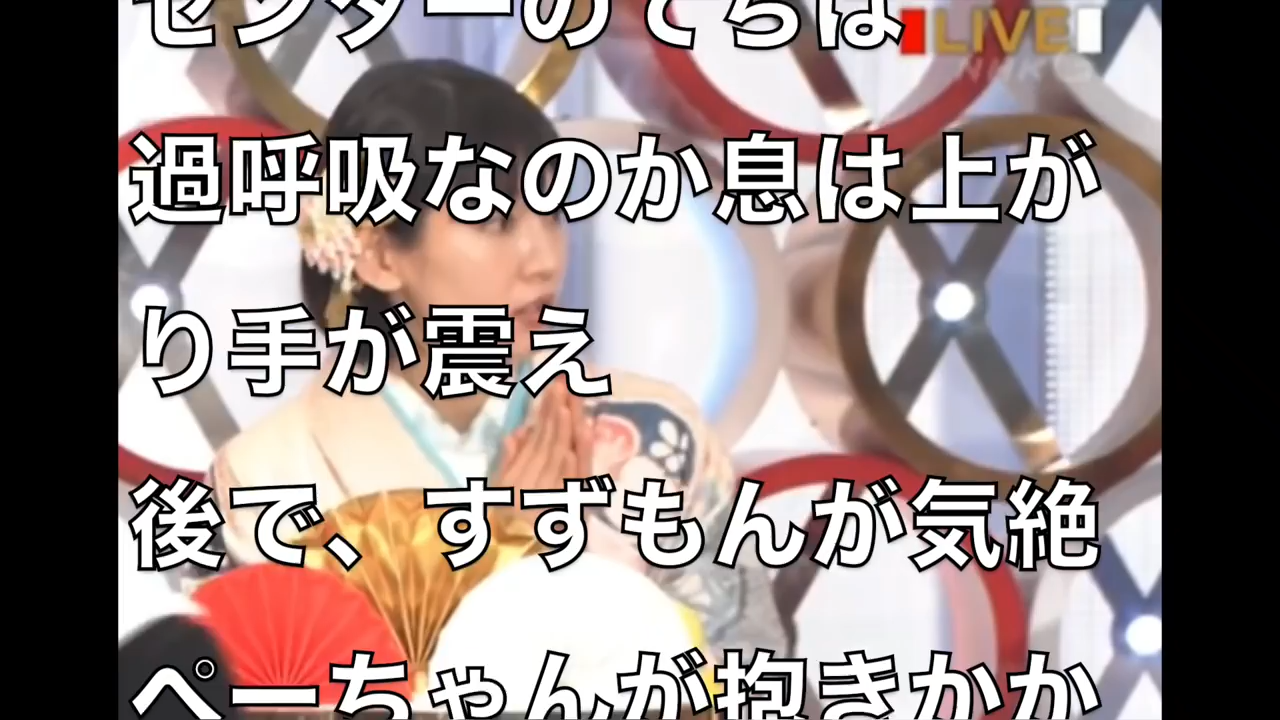 センターのてちは
LIVE
NHK G
過呼吸なのか息は上が
り手が震え
後で、すずもんが気絶
ぺーちゃんが抱きかか